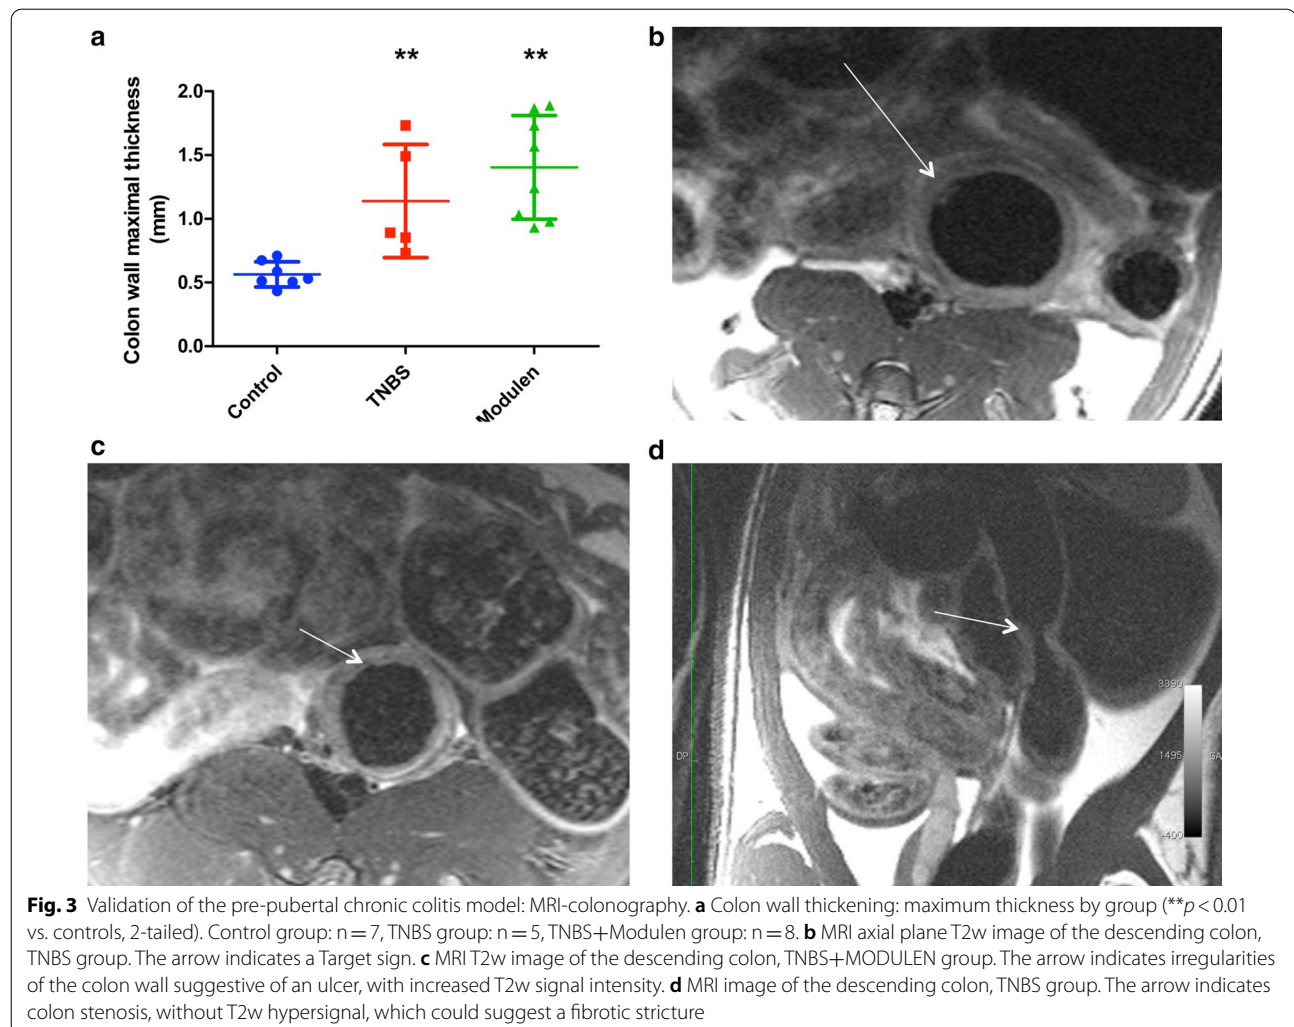 a
** **
Colon wall maximal thickness
(mm)
2.0
1.5
1.0
0.5
0.0
Control
TNBS
Modulen
b
c
d
DP
3390
1495
-400
Fig. 3 Validation of the pre-pubertal chronic colitis model: MRI-colonography. a Colon wall thickening: maximum thickness by group (**p < 0.01
vs. controls, 2-tailed). Control group: n = 7, TNBS group: n = 5, TNBS+Modulen group: n = 8. b MRI axial plane T2w image of the descending colon,
TNBS group. The arrow indicates a Target sign. c MRI T2w image of the descending colon, TNBS+MODULEN group. The arrow indicates irregularities
of the colon wall suggestive of an ulcer, with increased T2w signal intensity. d MRI image of the descending colon, TNBS group. The arrow indicates
colon stenosis, without T2w hypersignal, which could suggest a fibrotic stricture